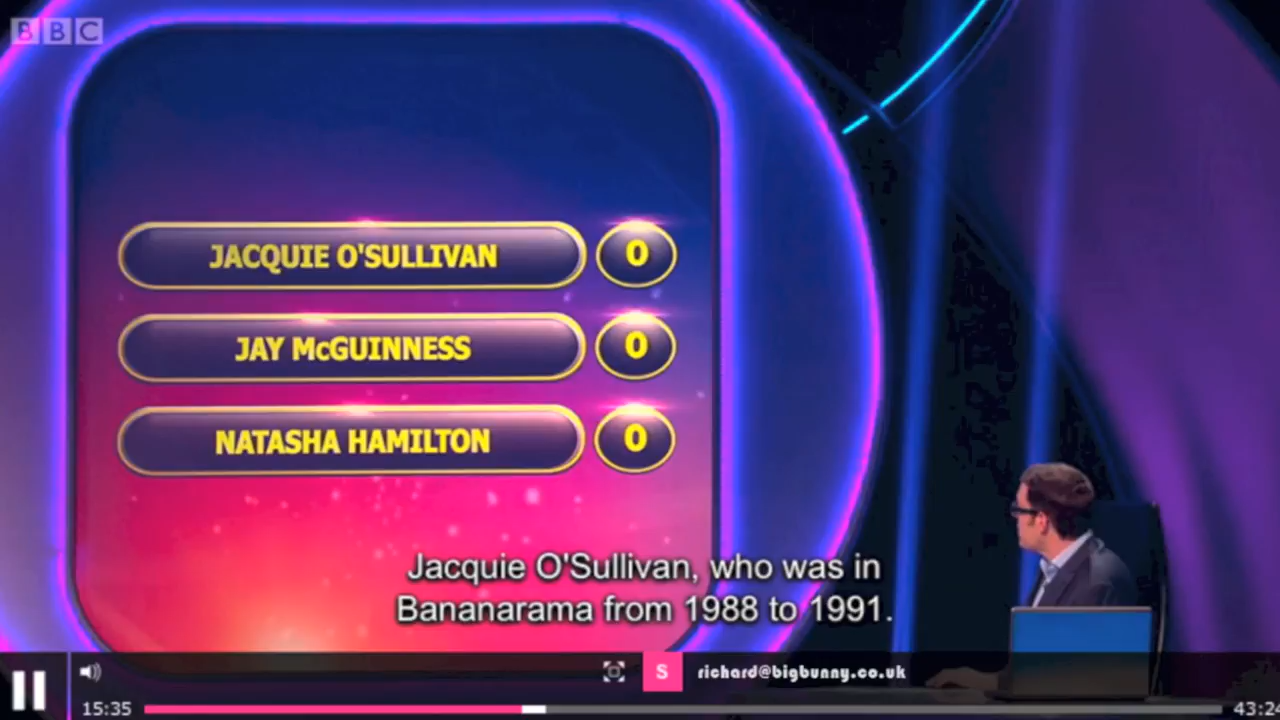 BBC
JACQUIE O'SULLIVAN 0
JAY McGUINNESS 0
NATASHA HAMILTON 0
Jacquie O'Sullivan, who was in
Bananarama from 1988 to 1991.
S richard@bigbunny.co.uk
15:35 43:24